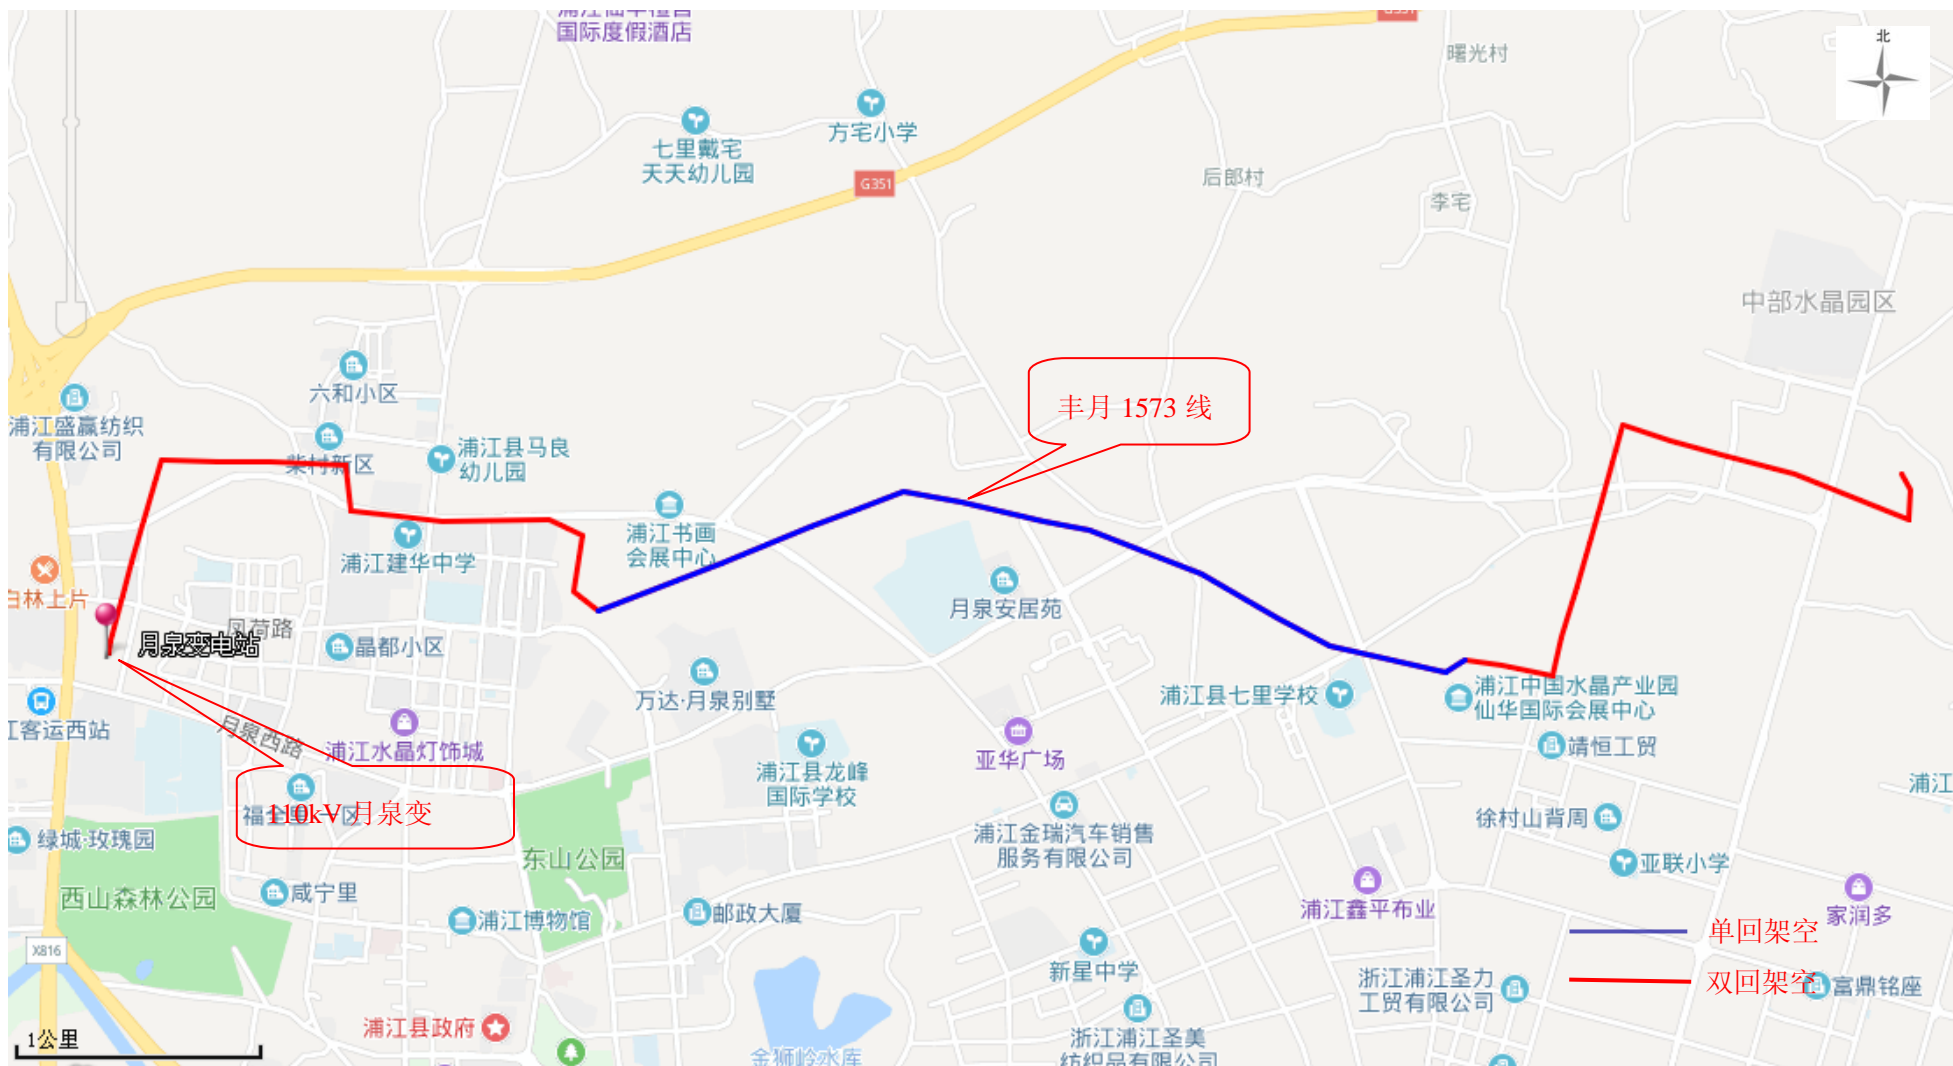 国际度假酒店
G351
曙光村
北
方宅小学
七里戴宅
天天幼儿园
G351
后郎村
李宅
中部水晶园区
六和小区
浦江盛赢纺织
有限公司
柴村新区
浦江县马良
幼儿园
丰月 1573 线
浦江书画
会展中心
浦江建华中学
白林上片
月泉安居苑
凤荷路
月泉变电站
晶都小区
万达·月泉别墅
浦江县七里学校
浦江中国水晶产业园
仙华国际会展中心
江客运西站
月泉西路
浦江水晶灯饰城
亚华广场
靖恒工贸
浦江县龙峰
国际学校
浦江
110kV 月泉变
徐村山背周
绿城·玫瑰园
浦江金瑞汽车销售
服务有限公司
东山公园
亚联小学
西山森林公园
咸宁里
浦江博物馆
邮政大厦
浦江鑫平布业
家润多
单回架空
X816
新星中学
浙江浦江圣力
工贸有限公司
双回架空
富鼎铭座
浦江县政府
1公里
浙江浦江圣美
纺织品有限公司
金狮岭水库